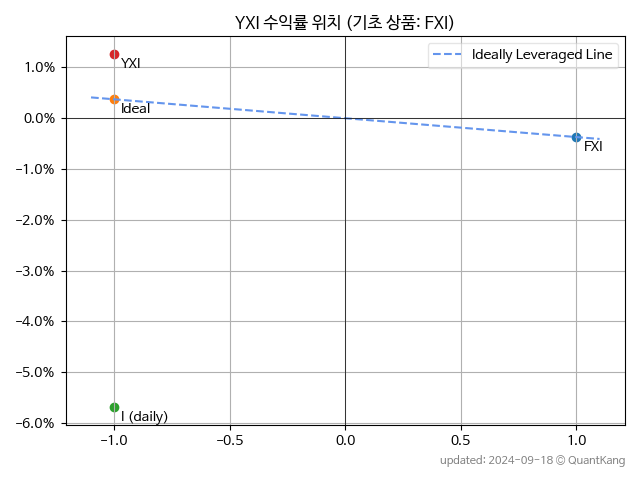 YXI 수익률 위치 (기초 상품: FXI)
Ideally Leveraged Line
1.0%
0.0%
−1.0%
−2.0%
−3.0%
−4.0%
−5.0%
−6.0%
YXI
Ideal
FXI
I (daily)
−1.0
−0.5
0.0
0.5
1.0
updated: 2024-09-18 © QuantKang